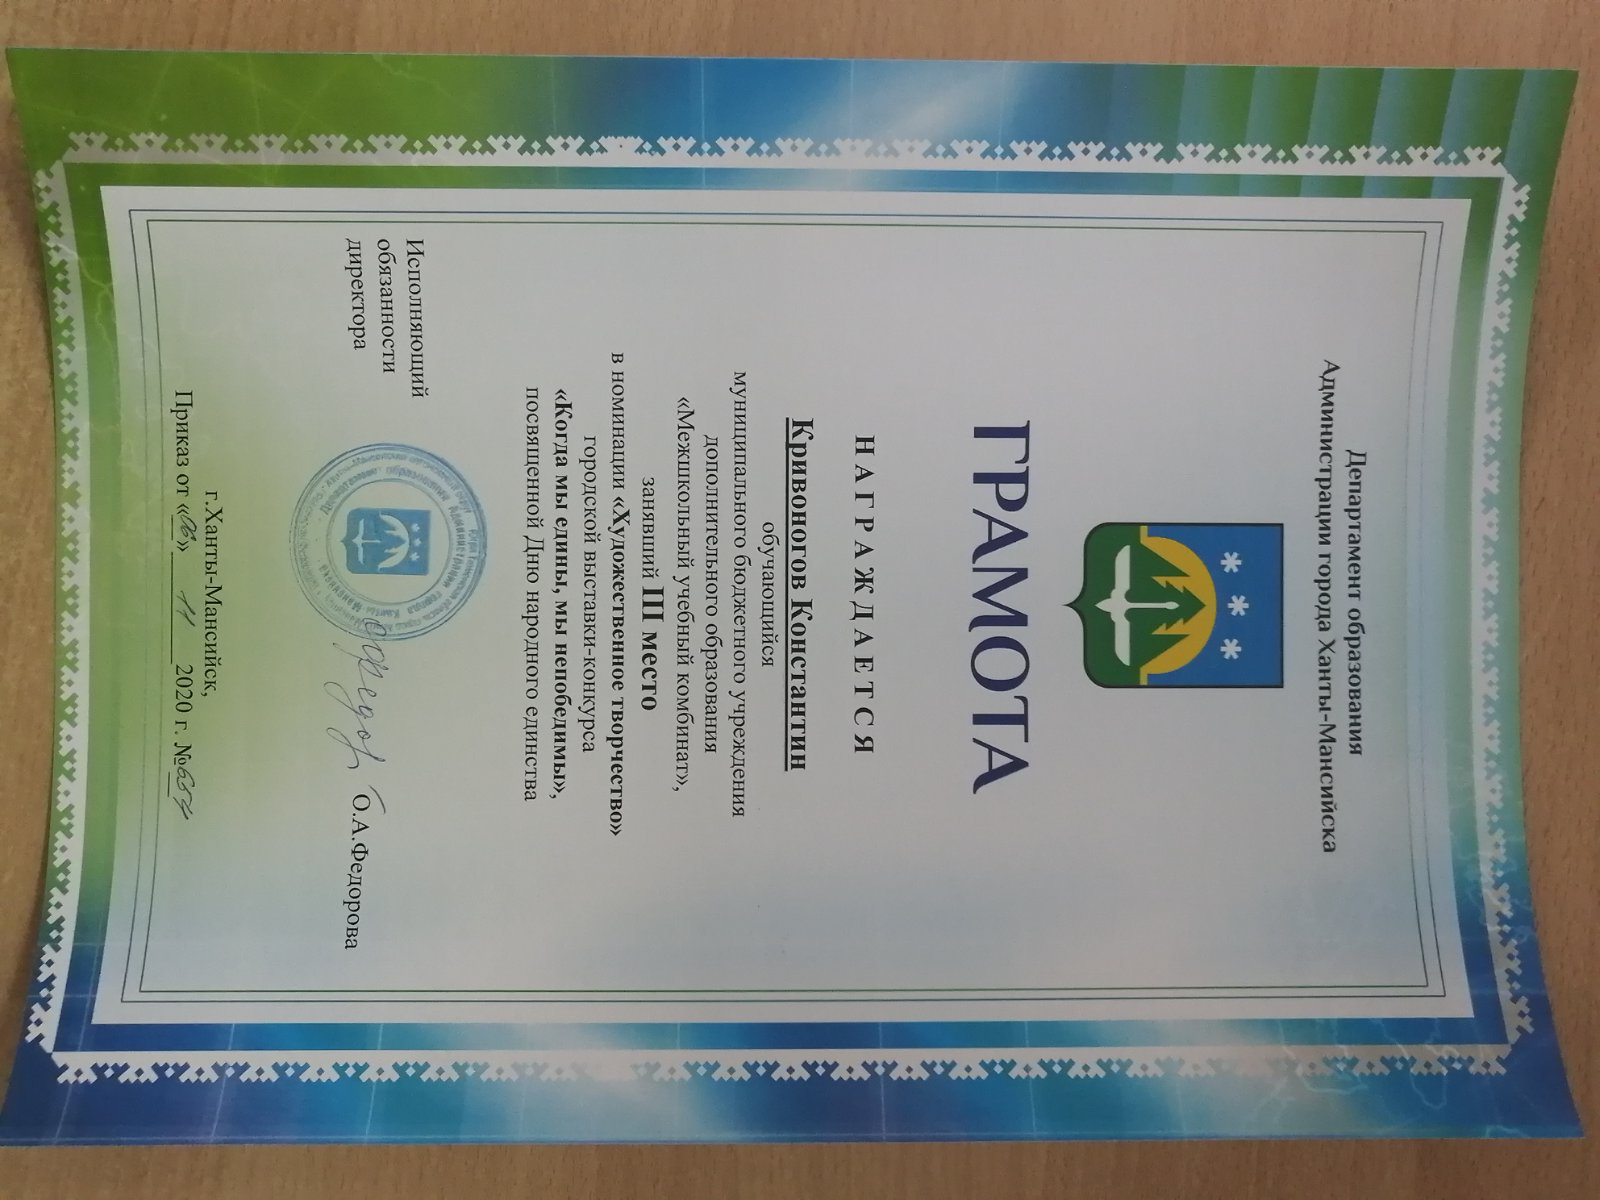 Департамент образования
Администрации города Ханты-Мансийска
ГРАМОТА
НАГРАЖДАЕТСЯ
Кривоногов Константин
обучающийся
муниципального бюджетного учреждения
дополнительного образования
«Межшкольный учебный комбинат»,
занявший III место
в номинации «Художественное творчество»
городской выставки-конкурса
«Когда мы едины, мы непобедимы»,
посвященной Дню народного единства
Исполняющий
обязанности
директора
О.А.Федорова
г.Ханты-Мансийск,
Приказ от «06» 11 2020 г. №